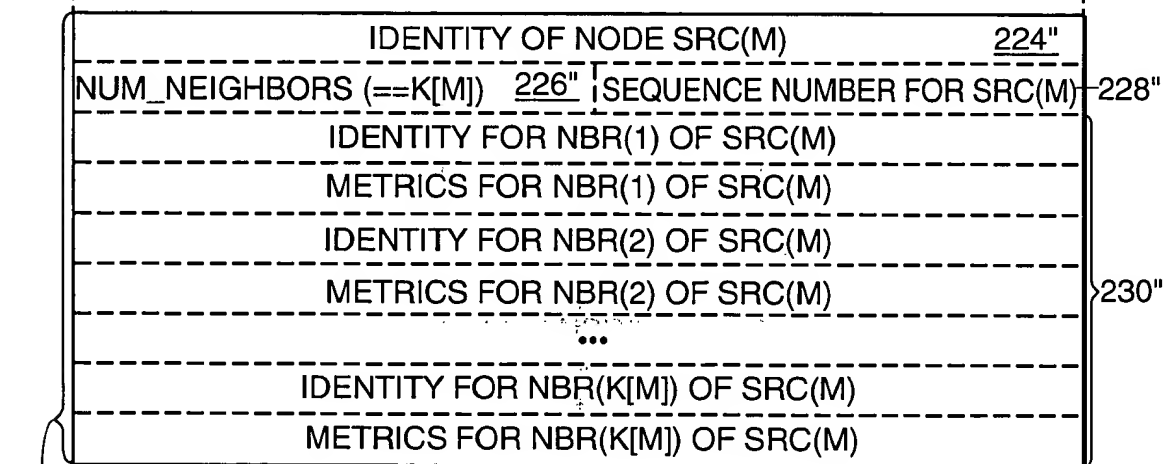 IDENTITY OF NODE SRC(M) 224"
NUM_NEIGHBORS (==K[M]) 226" SEQUENCE NUMBER FOR SRC(M) 228"
IDENTITY FOR NBR(1) OF SRC(M)
METRICS FOR NBR(1) OF SRC(M)
IDENTITY FOR NBR(2) OF SRC(M)
METRICS FOR NBR(2) OF SRC(M)
230"
•••
IDENTITY FOR NBR(K[M]) OF SRC(M)
METRICS FOR NBR(K[M]) OF SRC(M)